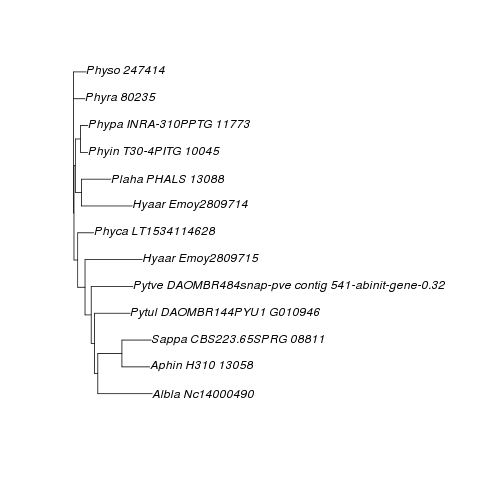 Physo 247414
Phyra 80235
Phypa INRA-310PPTG 11773
Phyin T30-4PITG 10045
Plaha PHALS 13088
Hyaar Emoy2809714
Phyca LT1534114628
Hyaar Emoy2809715
Pytve DAOMBR484snap-pve contig 541-abinit-gene-0.32
Pytul DAOMBR144PYU1 G010946
Sappa CBS223.65SPRG 08811
Aphin H310 13058
Albla Nc14000490